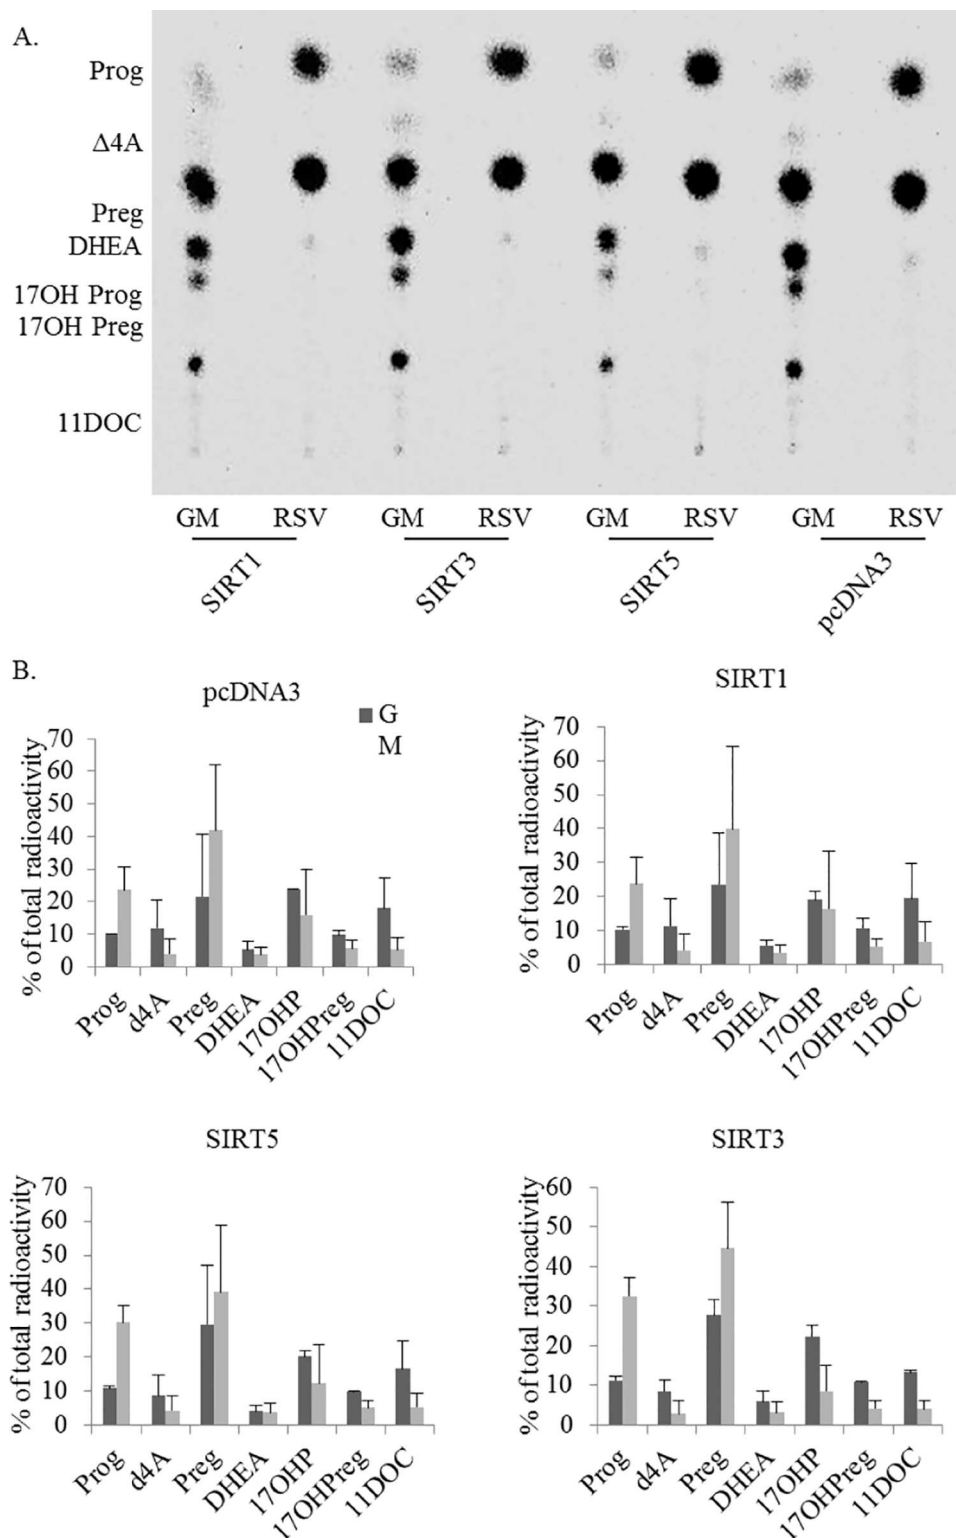 A.
Prog
Δ4A
Preg
DHEA
17OH Prog
17OH Preg
11DOC
GM RSV GM RSV GM RSV GM RSV
SIRT1 SIRT3 SIRT5 pcDNA3
B.
pcDNA3
G
M
% of total radioactivity
70
60
50
40
30
20
10
0
Prog d4A Preg DHEA 17OHP 17OHPreg 11DOC
SIRT1
% of total radioactivity
70
60
50
40
30
20
10
0
Prog d4A Preg DHEA 17OHP 17OHPreg 11DOC
SIRT5
% of total radioactivity
70
60
50
40
30
20
10
0
Prog d4A Preg DHEA 17OHP 17OHPreg 11DOC
SIRT3
% of total radioactivity
60
50
40
30
20
10
0
Prog d4A Preg DHEA 17OHP 17OHPreg 11DOC